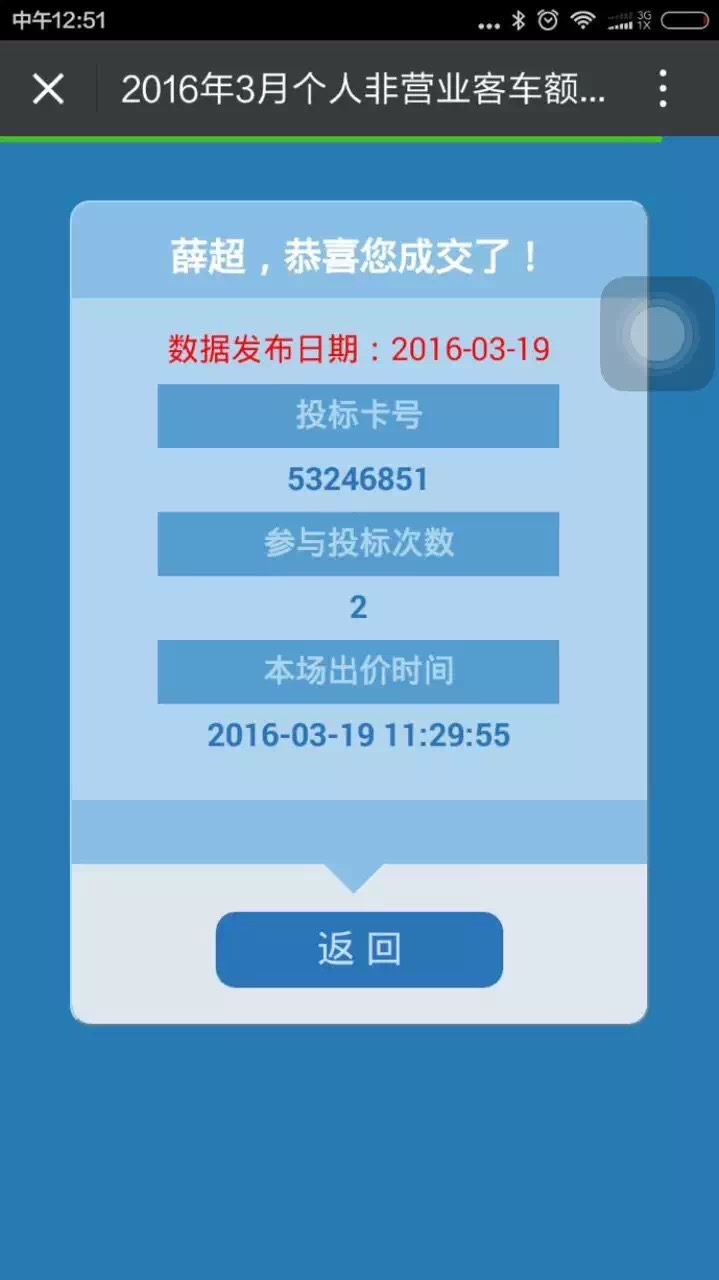 中午12:51
3G
1X
2016年3月个人非营业客车额...
薛超，恭喜您成交了！
数据发布日期：2016-03-19
投标卡号
53246851
参与投标次数
2
本场出价时间
2016-03-19 11:29:55
返回